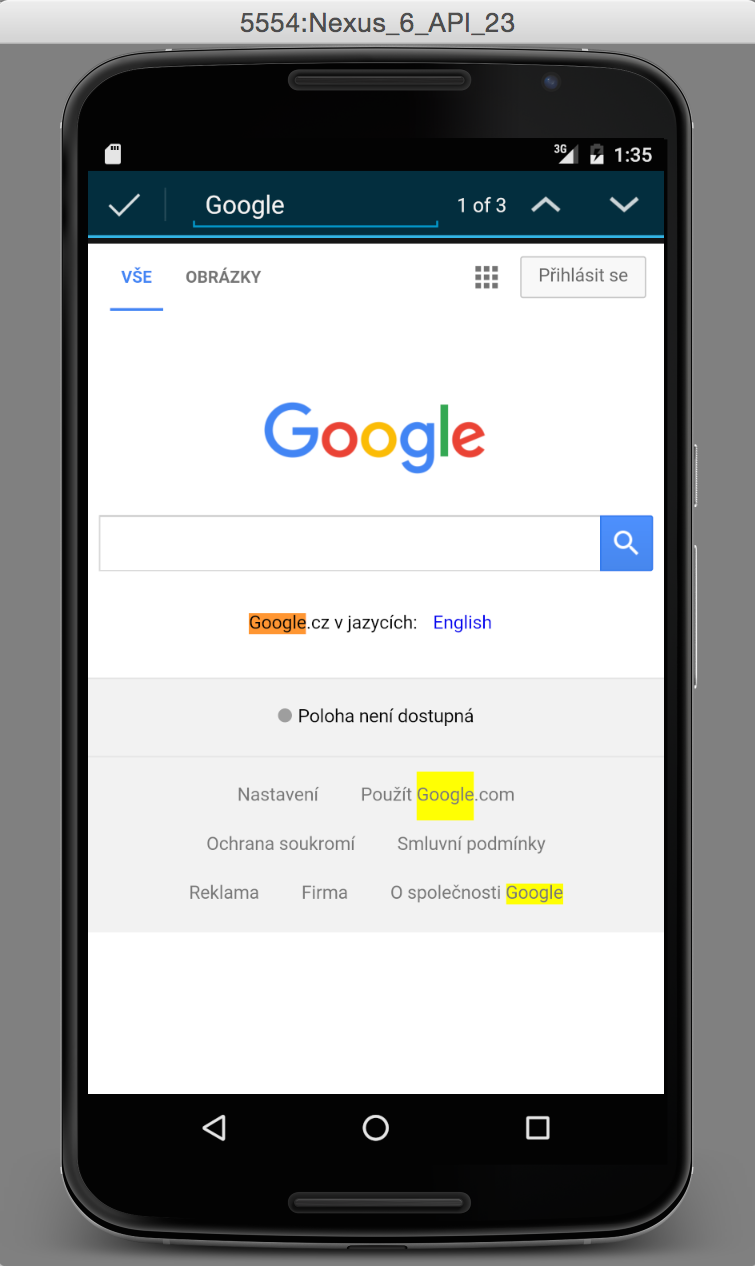 5554:Nexus_6_API_23
3G 1:35
Google 1 of 3
VŠE OBRÁZKY Přihlásit se
Google
Google.cz v jazycích: English
Poloha není dostupná
Nastavení Použít Google.com
Ochrana soukromí Smluvní podmínky
Reklama Firma O společnosti Google